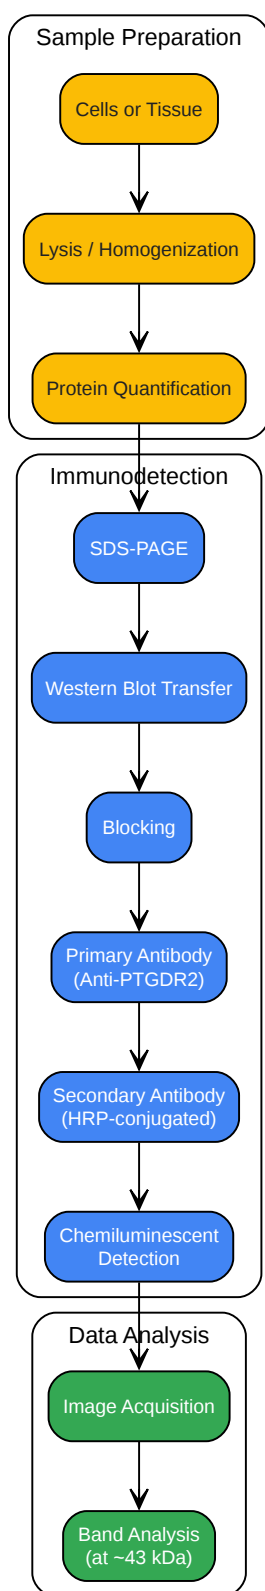 Sample Preparation
Cells or Tissue
Lysis / Homogenization
Protein Quantification
Immunodetection
SDS-PAGE
Western Blot Transfer
Blocking
Primary Antibody
(Anti-PTGDR2)
Secondary Antibody
(HRP-conjugated)
Chemiluminescent
Detection
Data Analysis
Image Acquisition
Band Analysis
(at ~43 kDa)